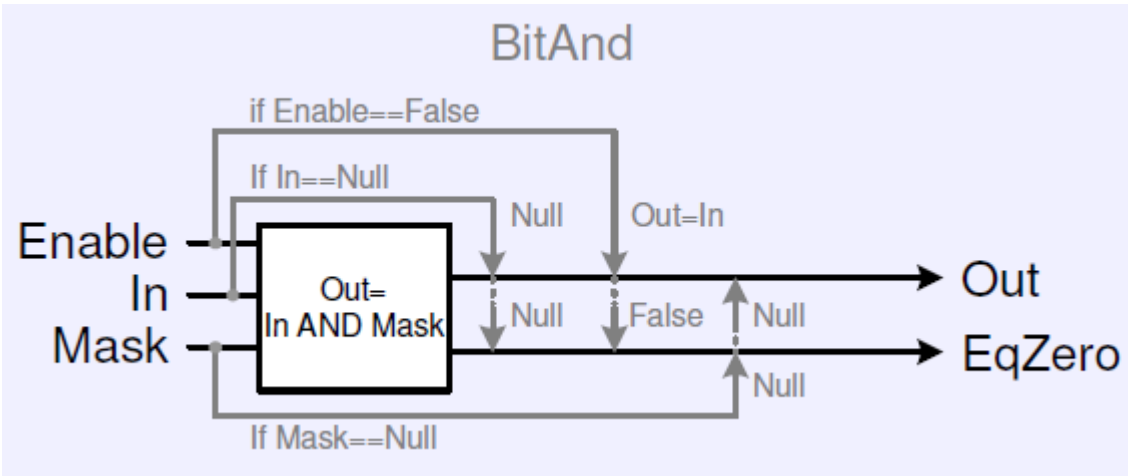 BitAnd
if Enable==False
If In==Null
Null
Out=In
Enable
In
Mask
Out=
In AND Mask
Out
Null
False
Null
EqZero
Null
If Mask==Null